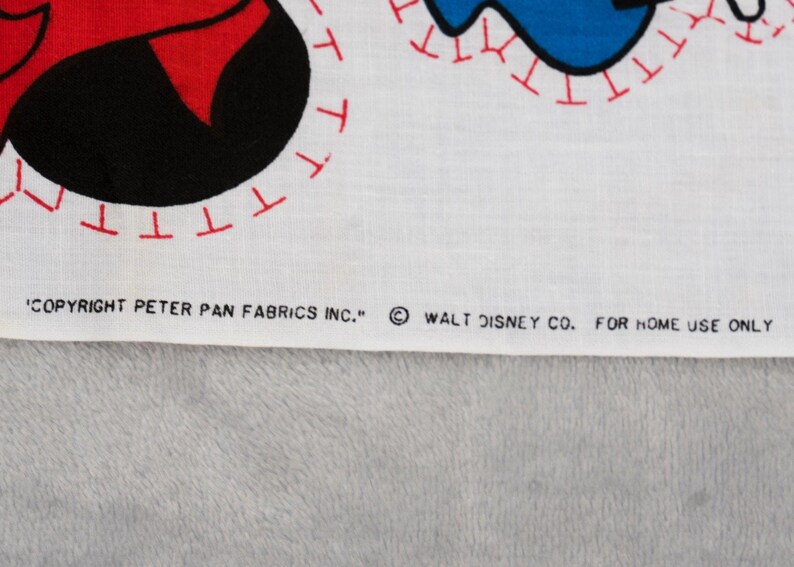 'COPYRIGHT PETER PAN FABRICS INC." © WALT DISNEY CO. FOR HOME USE ONLY